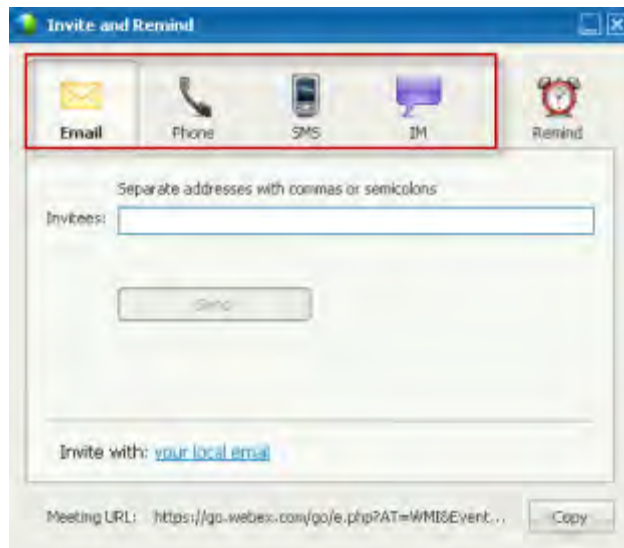 Invite and Remind
Email Phone SMS IM Remind
Separate addresses with commas or semicolons
Invitees:
Send
Invite with: your local email
Meeting URL: https://go.webex.com/go/e.php?AT=WMI&Event... Copy